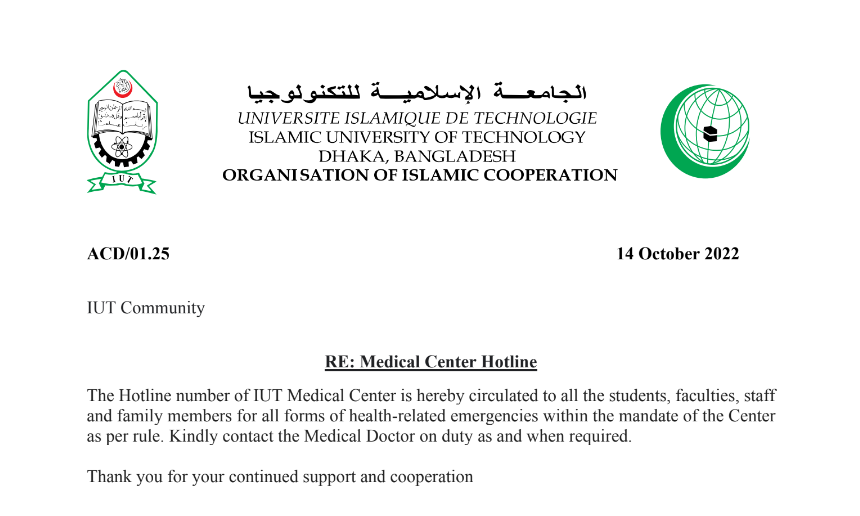 الجامعـــة الإسلاميـــة للتكنولوجيا
UNIVERSITE ISLAMIQUE DE TECHNOLOGIE
ISLAMIC UNIVERSITY OF TECHNOLOGY
DHAKA, BANGLADESH
ORGANISATION OF ISLAMIC COOPERATION
IUT
ACD/01.25
14 October 2022
IUT Community
RE: Medical Center Hotline
The Hotline number of IUT Medical Center is hereby circulated to all the students, faculties, staff
and family members for all forms of health-related emergencies within the mandate of the Center
as per rule. Kindly contact the Medical Doctor on duty as and when required.
Thank you for your continued support and cooperation